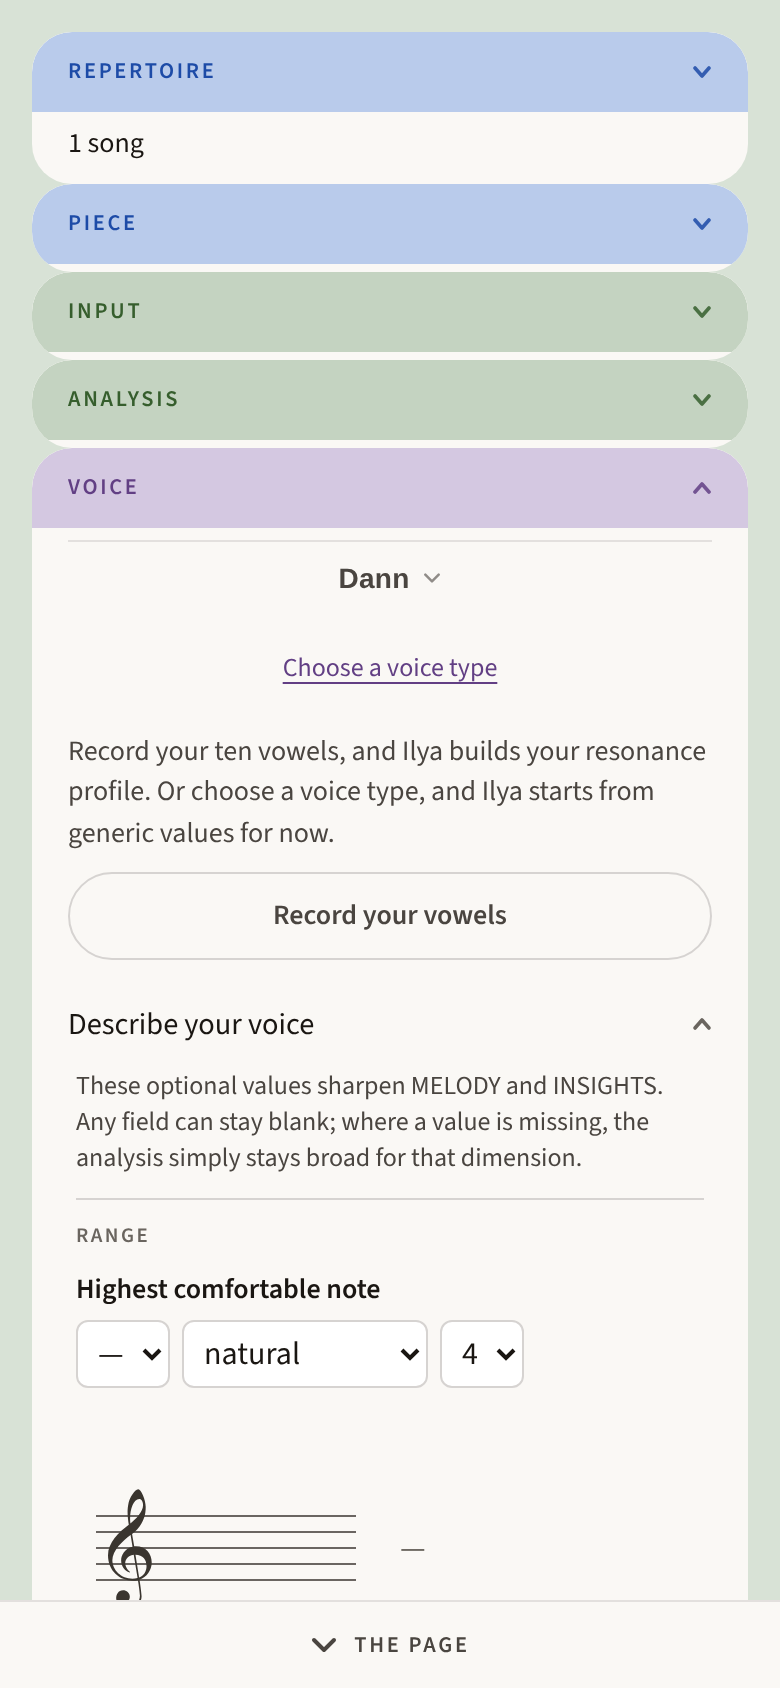 REPERTOIRE
1 song
PIECE
INPUT
ANALYSIS
VOICE
Dann
Choose a voice type
Record your ten vowels, and Ilya builds your resonance
profile. Or choose a voice type, and Ilya starts from
generic values for now.
Record your vowels
Describe your voice
These optional values sharpen MELODY and INSIGHTS.
Any field can stay blank; where a value is missing, the
analysis simply stays broad for that dimension.
RANGE
Highest comfortable note
— natural 4
—
THE PAGE